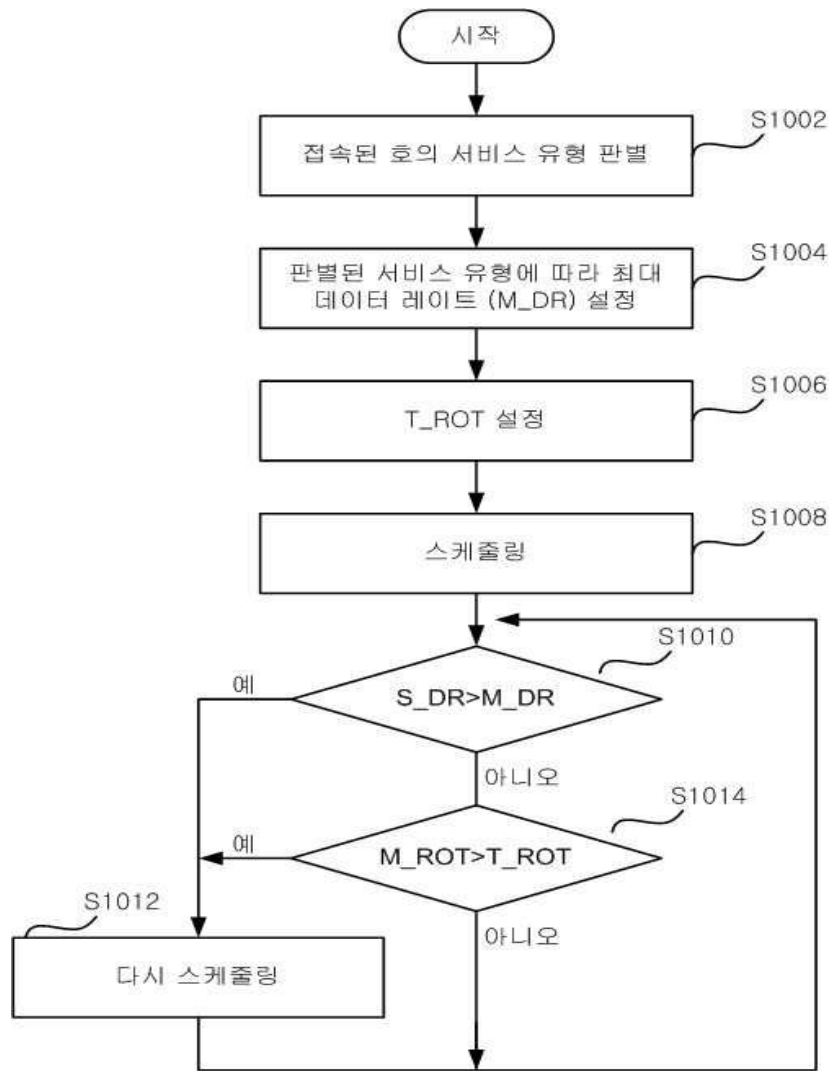 시작
S1002
접속된 호의 서비스 유형 판별
S1004
판별된 서비스 유형에 따라 최대
데이터 레이트 (M_DR) 설정
S1006
T_ROT 설정
S1008
스케줄링
S1010
예
S_DR>M_DR
아니오
S1014
예
M_ROT>T_ROT
S1012
아니오
다시 스케줄링